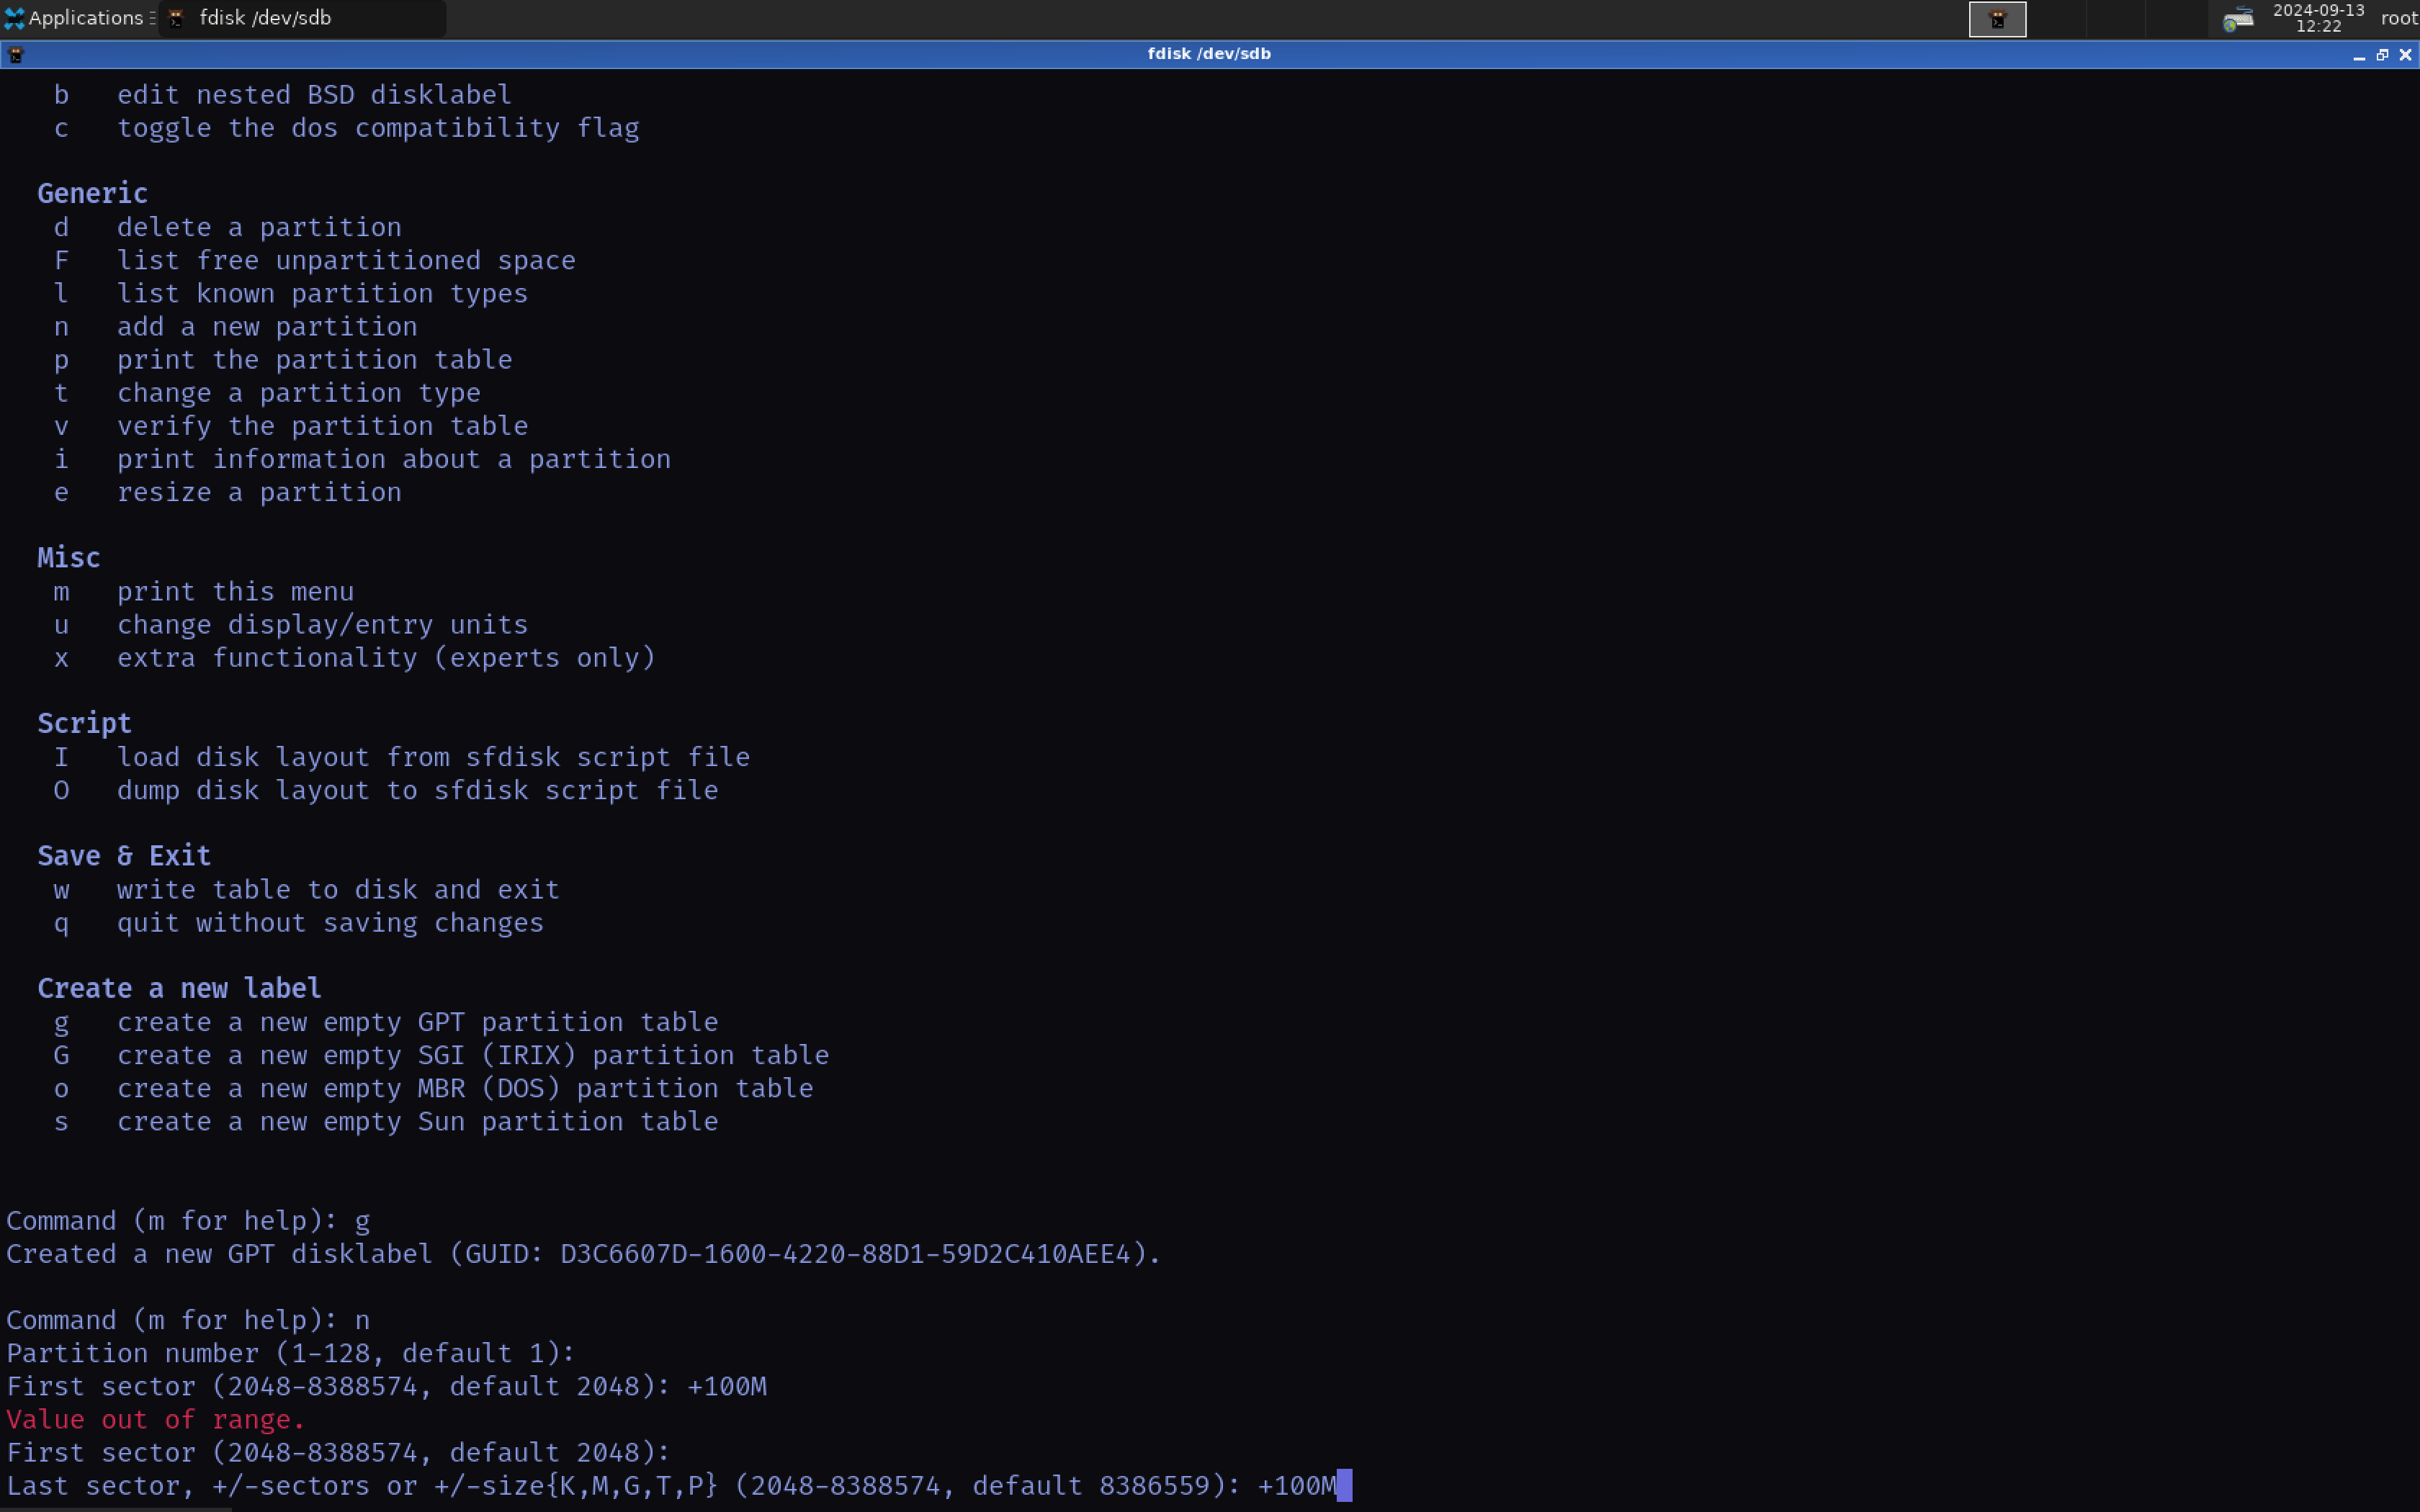 Applications fdisk /dev/sdb 2024-09-13 12:22 root
fdisk /dev/sdb
b edit nested BSD disklabel
c toggle the dos compatibility flag
Generic
d delete a partition
F list free unpartitioned space
l list known partition types
n add a new partition
p print the partition table
t change a partition type
v verify the partition table
i print information about a partition
e resize a partition
Misc
m print this menu
u change display/entry units
x extra functionality (experts only)
Script
I load disk layout from sfdisk script file
O dump disk layout to sfdisk script file
Save & Exit
w write table to disk and exit
q quit without saving changes
Create a new label
g create a new empty GPT partition table
G create a new empty SGI (IRIX) partition table
o create a new empty MBR (DOS) partition table
s create a new empty Sun partition table
Command (m for help): g
Created a new GPT disklabel (GUID: D3C6607D-1600-4220-88D1-59D2C410AEE4).
Command (m for help): n
Partition number (1-128, default 1):
First sector (2048-8388574, default 2048): +100M
Value out of range.
First sector (2048-8388574, default 2048):
Last sector, +/-sectors or +/-size{K,M,G,T,P} (2048-8388574, default 8386559): +100M